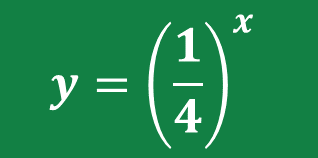 y = (1/4)^x